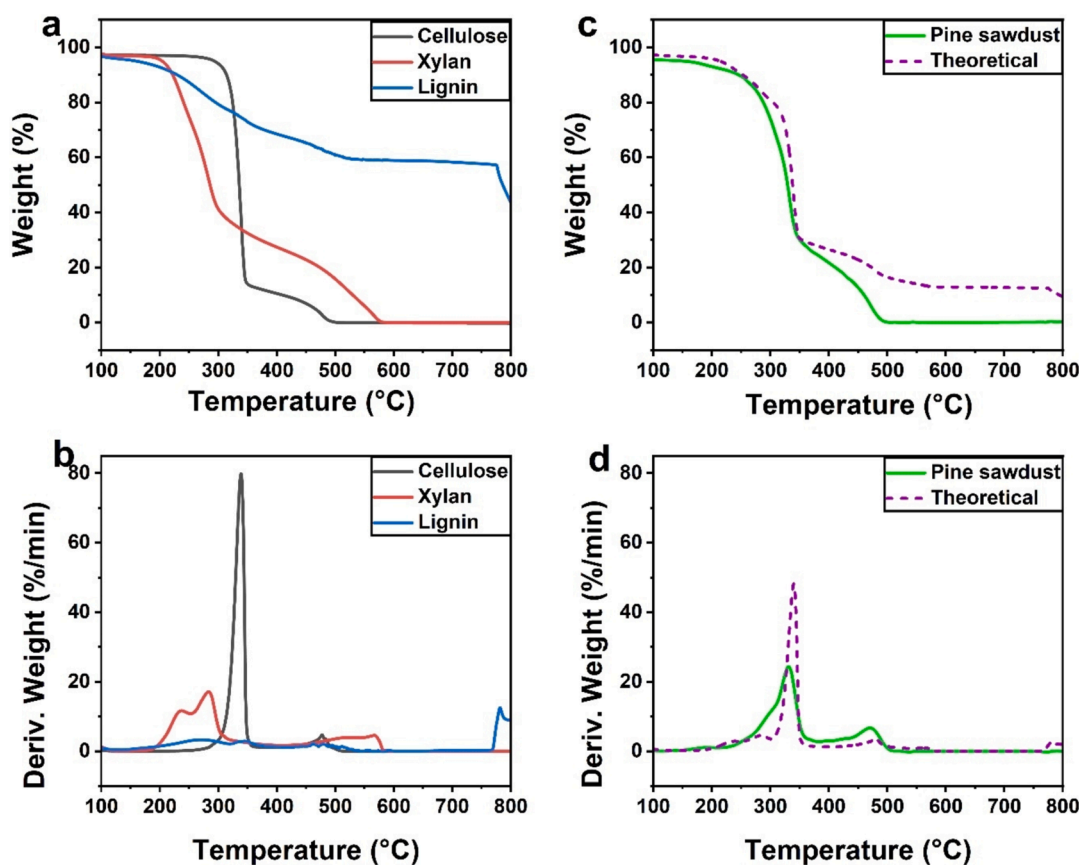 a
Cellulose
Xylan
Lignin
Weight (%)
100
80
60
40
20
0
100 200 300 400 500 600 700 800
Temperature (°C)
c
Pine sawdust
Theoretical
Weight (%)
100
80
60
40
20
0
100 200 300 400 500 600 700 800
Temperature (°C)
b
Cellulose
Xylan
Lignin
Deriv. Weight (%/min)
80
60
40
20
0
100 200 300 400 500 600 700 800
Temperature (°C)
d
Pine sawdust
Theoretical
Deriv. Weight (%/min)
80
60
40
20
0
100 200 300 400 500 600 700 800
Temperature (°C)